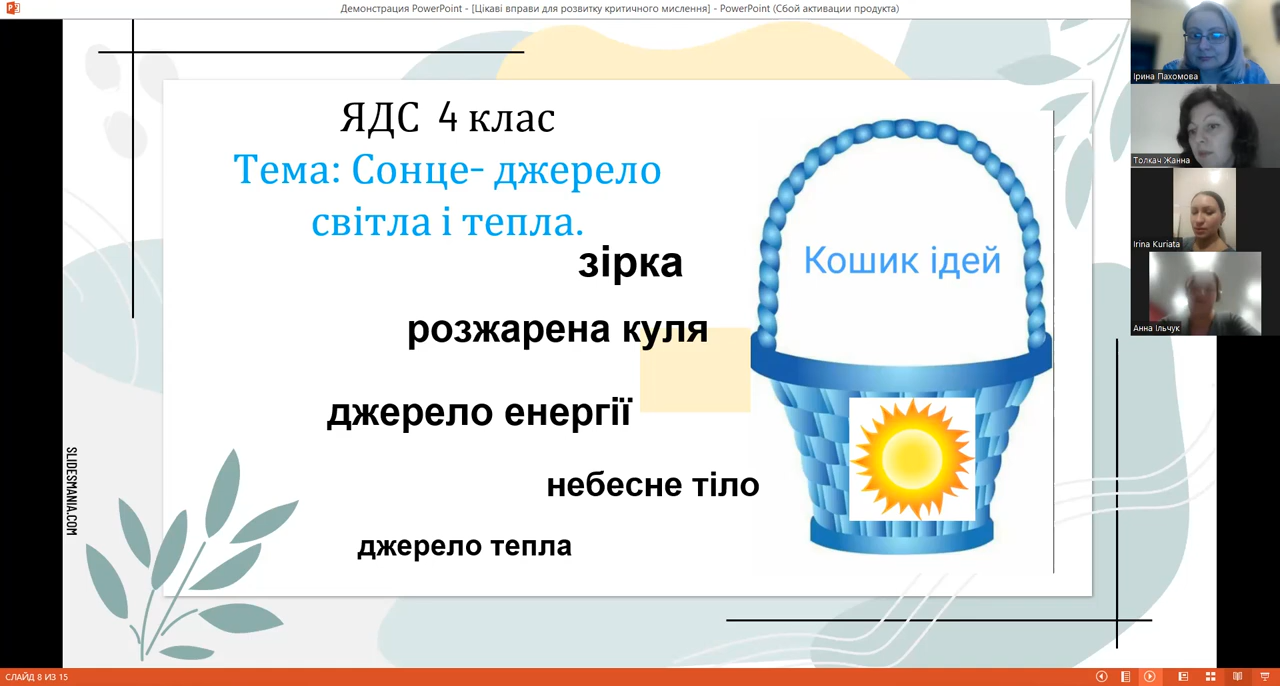 Демонстрация PowerPoint - [Цікаві вправи для розвитку критичного мислення] - PowerPoint (Сбой активации продукта)
ЯДС 4 клас
Тема: Сонце- джерело
світла і тепла.
зірка
Кошик ідей
розжарена куля
джерело енергії
небесне тіло
джерело тепла
SLIDESMANIA.COM
Ірина Пахомова
Толкач Жанна
Irina Kuriata
Анна Ільчук
СЛАЙД 8 ИЗ 15